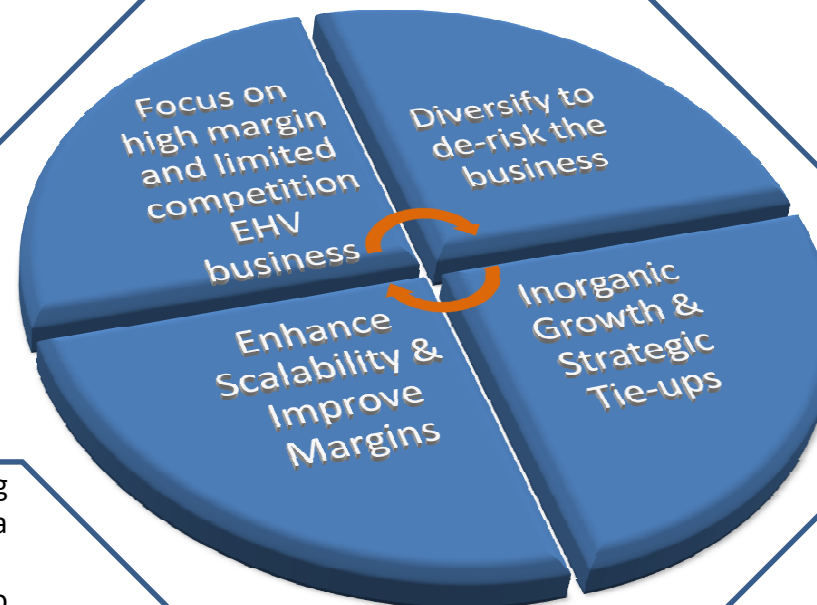 Focus on
high margin
and limited
competition
EHV
business
Diversify to
de-risk the
business
Inorganic
Growth &
Strategic
Tie-ups
Enhance
Scalability &
Improve
Margins
g
a